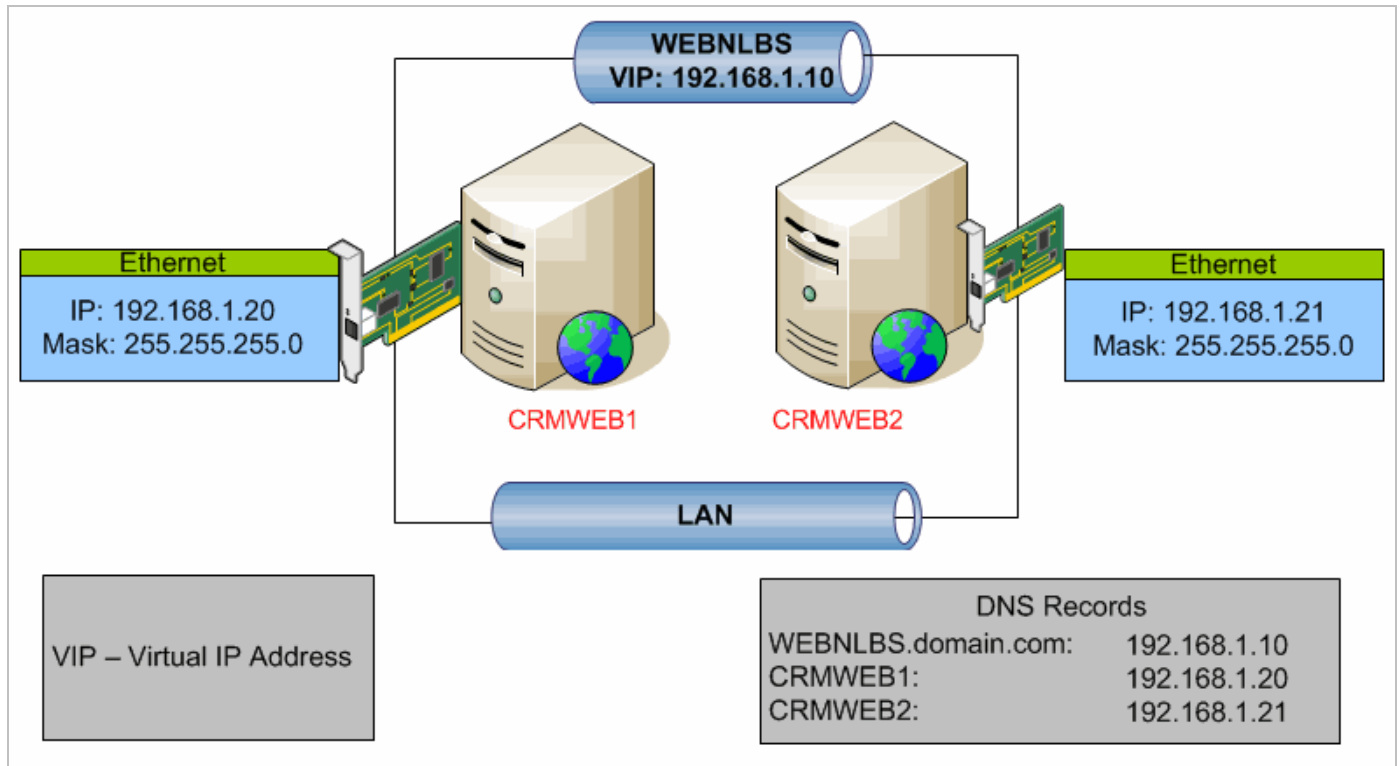 WEBNLBS
VIP: 192.168.1.10
Ethernet
IP: 192.168.1.20
Mask: 255.255.255.0
Ethernet
IP: 192.168.1.21
Mask: 255.255.255.0
CRMWEB1
CRMWEB2
LAN
VIP – Virtual IP Address
DNS Records
WEBNLBS.domain.com: 192.168.1.10
CRMWEB1: 192.168.1.20
CRMWEB2: 192.168.1.21